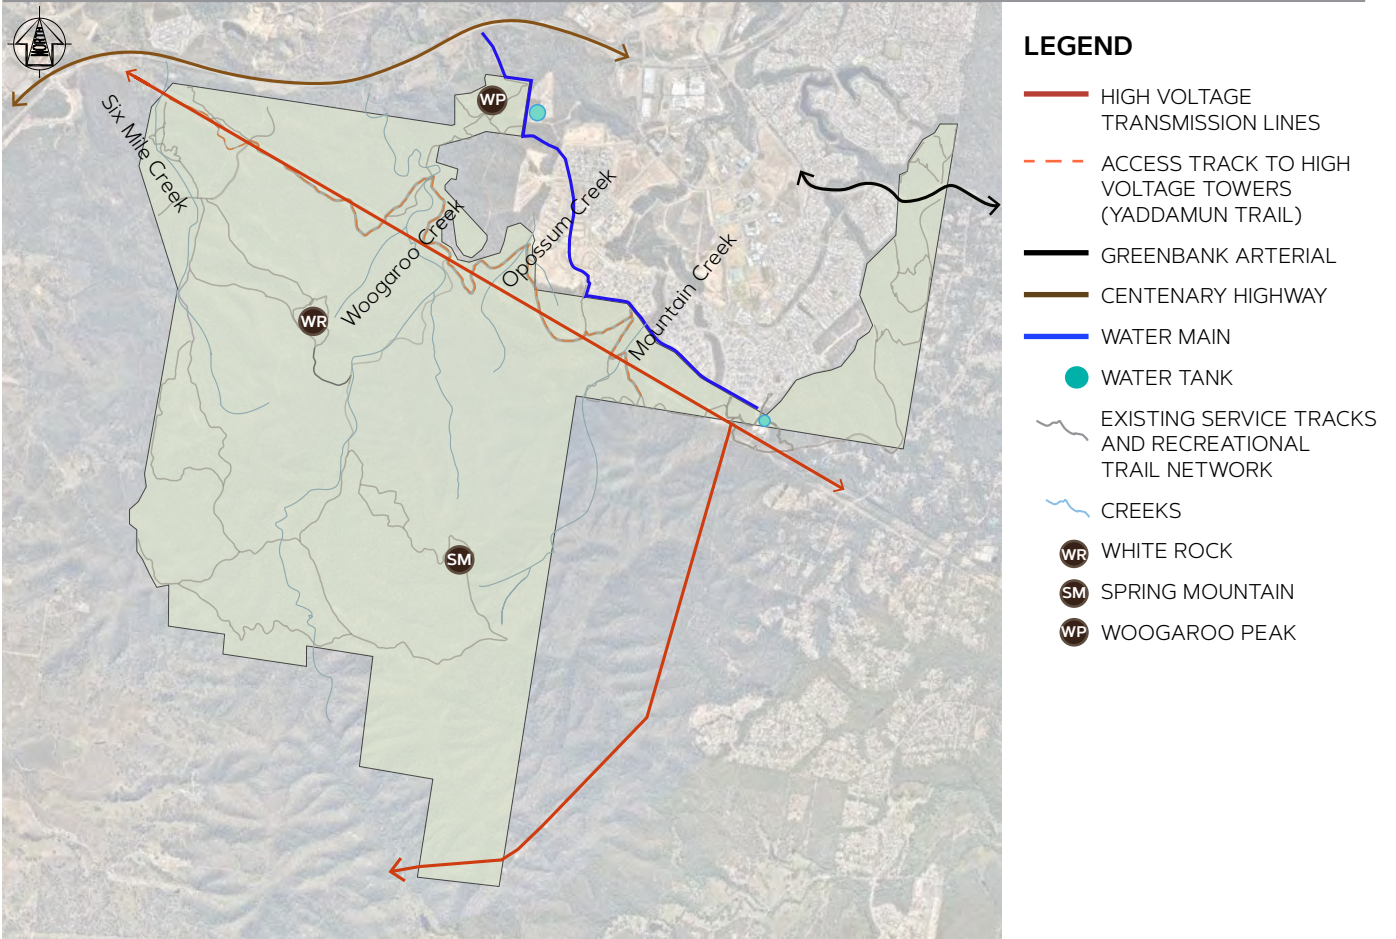 NORTH
Six Mile Creek
WP
Woogaroo Creek
Opossum Creek
Mountain Creek
WR
SM
LEGEND
HIGH VOLTAGE
TRANSMISSION LINES
ACCESS TRACK TO HIGH
VOLTAGE TOWERS
(YADDAMUN TRAIL)
GREENBANK ARTERIAL
CENTENARY HIGHWAY
WATER MAIN
WATER TANK
EXISTING SERVICE TRACKS
AND RECREATIONAL
TRAIL NETWORK
CREEKS
WR WHITE ROCK
SM SPRING MOUNTAIN
WP WOOGAROO PEAK